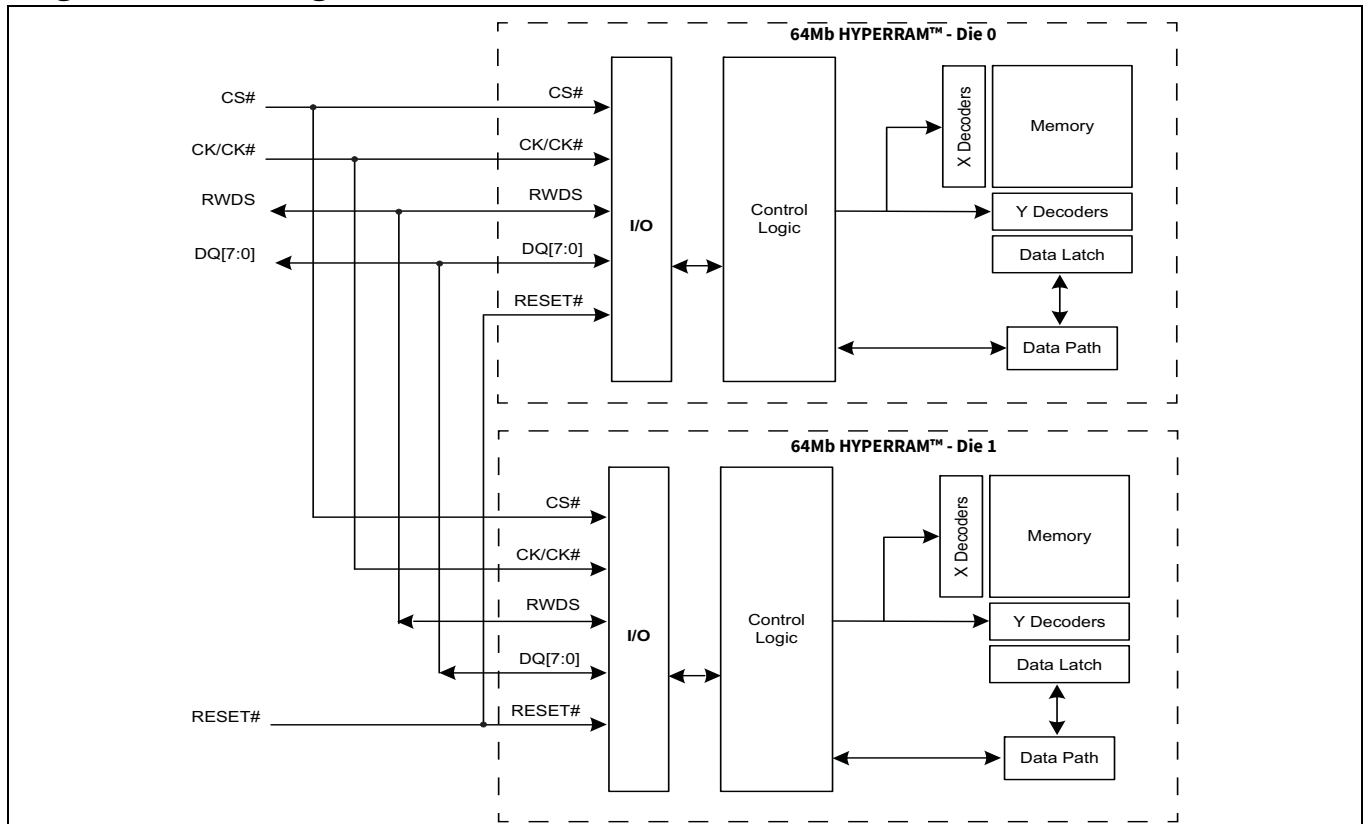 64Mb HYPERRAM™ - Die 0
CS#
CS#
CK/CK#
CK/CK#
RWDS
RWDS
DQ[7:0]
DQ[7:0]
RESET#
I/O
Control
Logic
X Decoders
Memory
Y Decoders
Data Latch
Data Path
64Mb HYPERRAM™ - Die 1
CS#
CK/CK#
RWDS
DQ[7:0]
RESET#
RESET#
I/O
Control
Logic
X Decoders
Memory
Y Decoders
Data Latch
Data Path